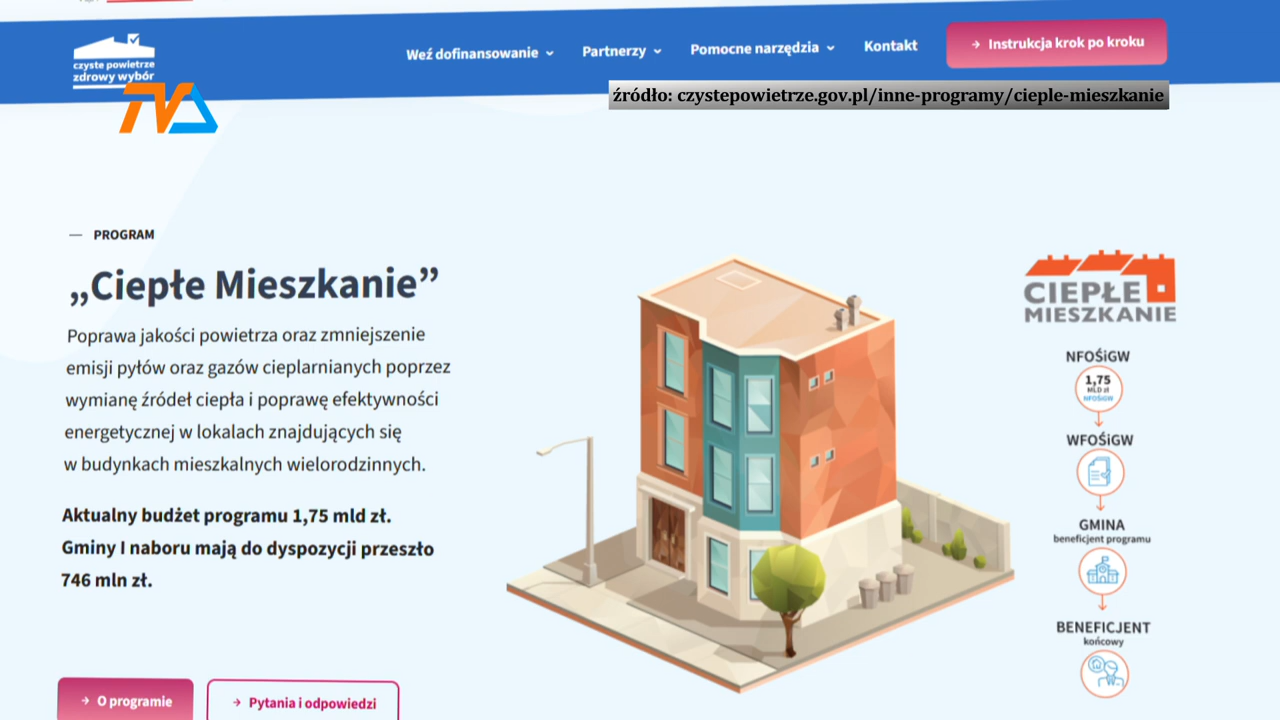 czyste powietrze
zdrowy wybór
Weź dofinansowanie
Partnerzy
Pomocne narzędzia
Kontakt
→ Instrukcja krok po kroku
TVA
źródło: czystepowietrze.gov.pl/inne-programy/cieple-mieszkanie
— PROGRAM
„Ciepłe Mieszkanie”
Poprawa jakości powietrza oraz zmniejszenie
emisji pyłów oraz gazów cieplarnianych poprzez
wymianę źródeł ciepła i poprawę efektywności
energetycznej w lokalach znajdujących się
w budynkach mieszkalnych wielorodzinnych.
Aktualny budżet programu 1,75 mld zł.
Gminy I naboru mają do dyspozycji przeszło
746 mln zł.
→ O programie
→ Pytania i odpowiedzi
CIEPŁE
MIESZKANIE
NFOŚiGW
1,75
MLD zł
NFOŚiGW
WFOŚiGW
GMINA
beneficjent programu
BENEFICJENT
końcowy